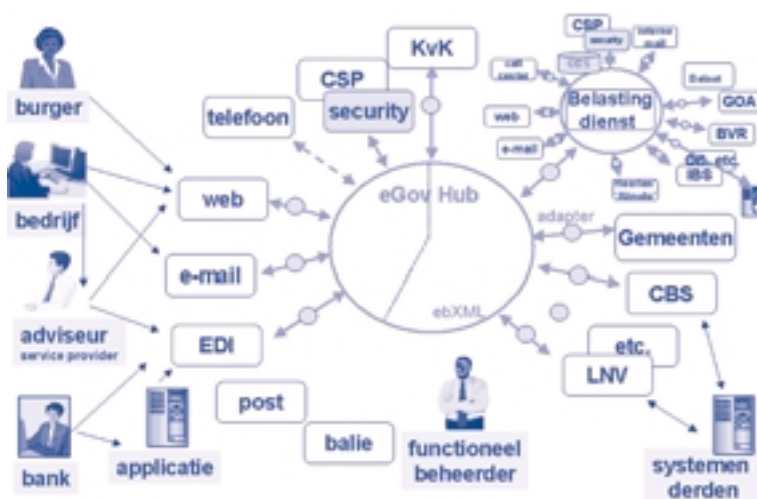 burger
bedrijf
adviseur
service provider
bank
applicatie
telefoon
web
e-mail
EDI
post
balie
CSP
security
KvK
eGov Hub
adapter
ebXML
functioneel
beheerder
Gemeenten
CBS
etc.
LNV
systemen
derden
CSP
security
call
center
web
e-mail
Belasting
dienst
GOA
BVR
OB, etc.
IBS